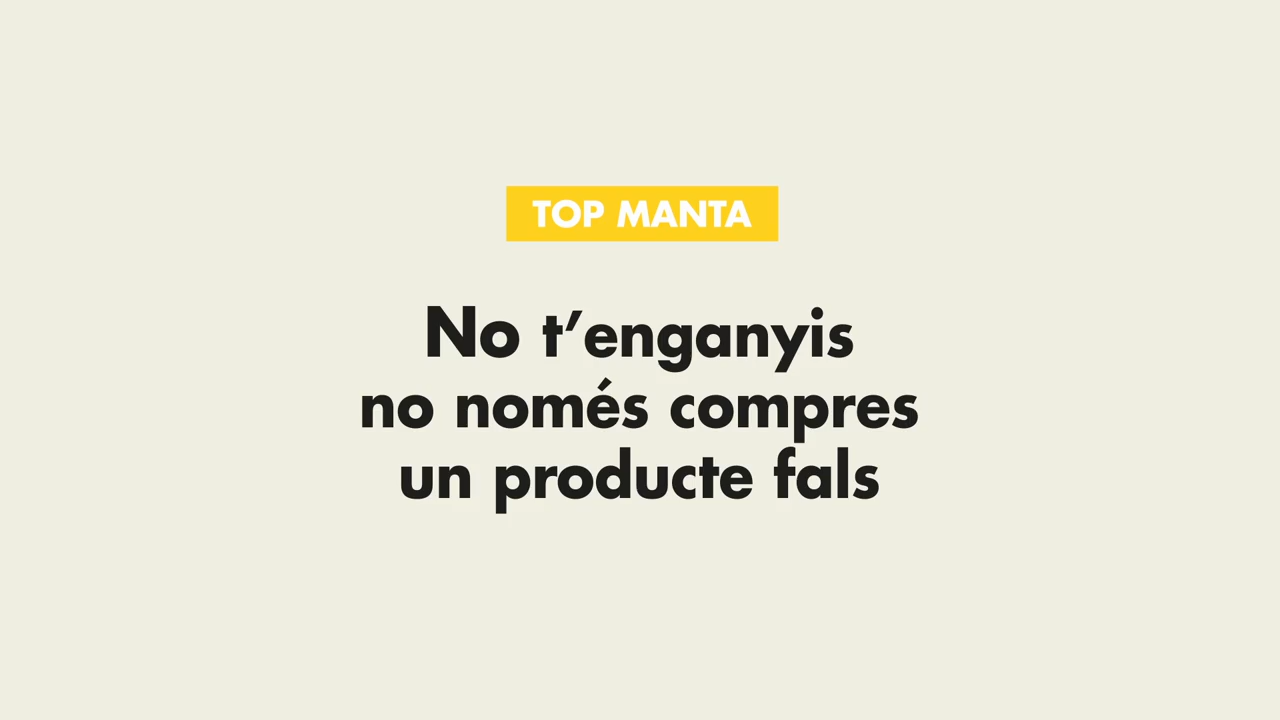 TOP MANTA
No t’enganyis
no només compres
un producte fals